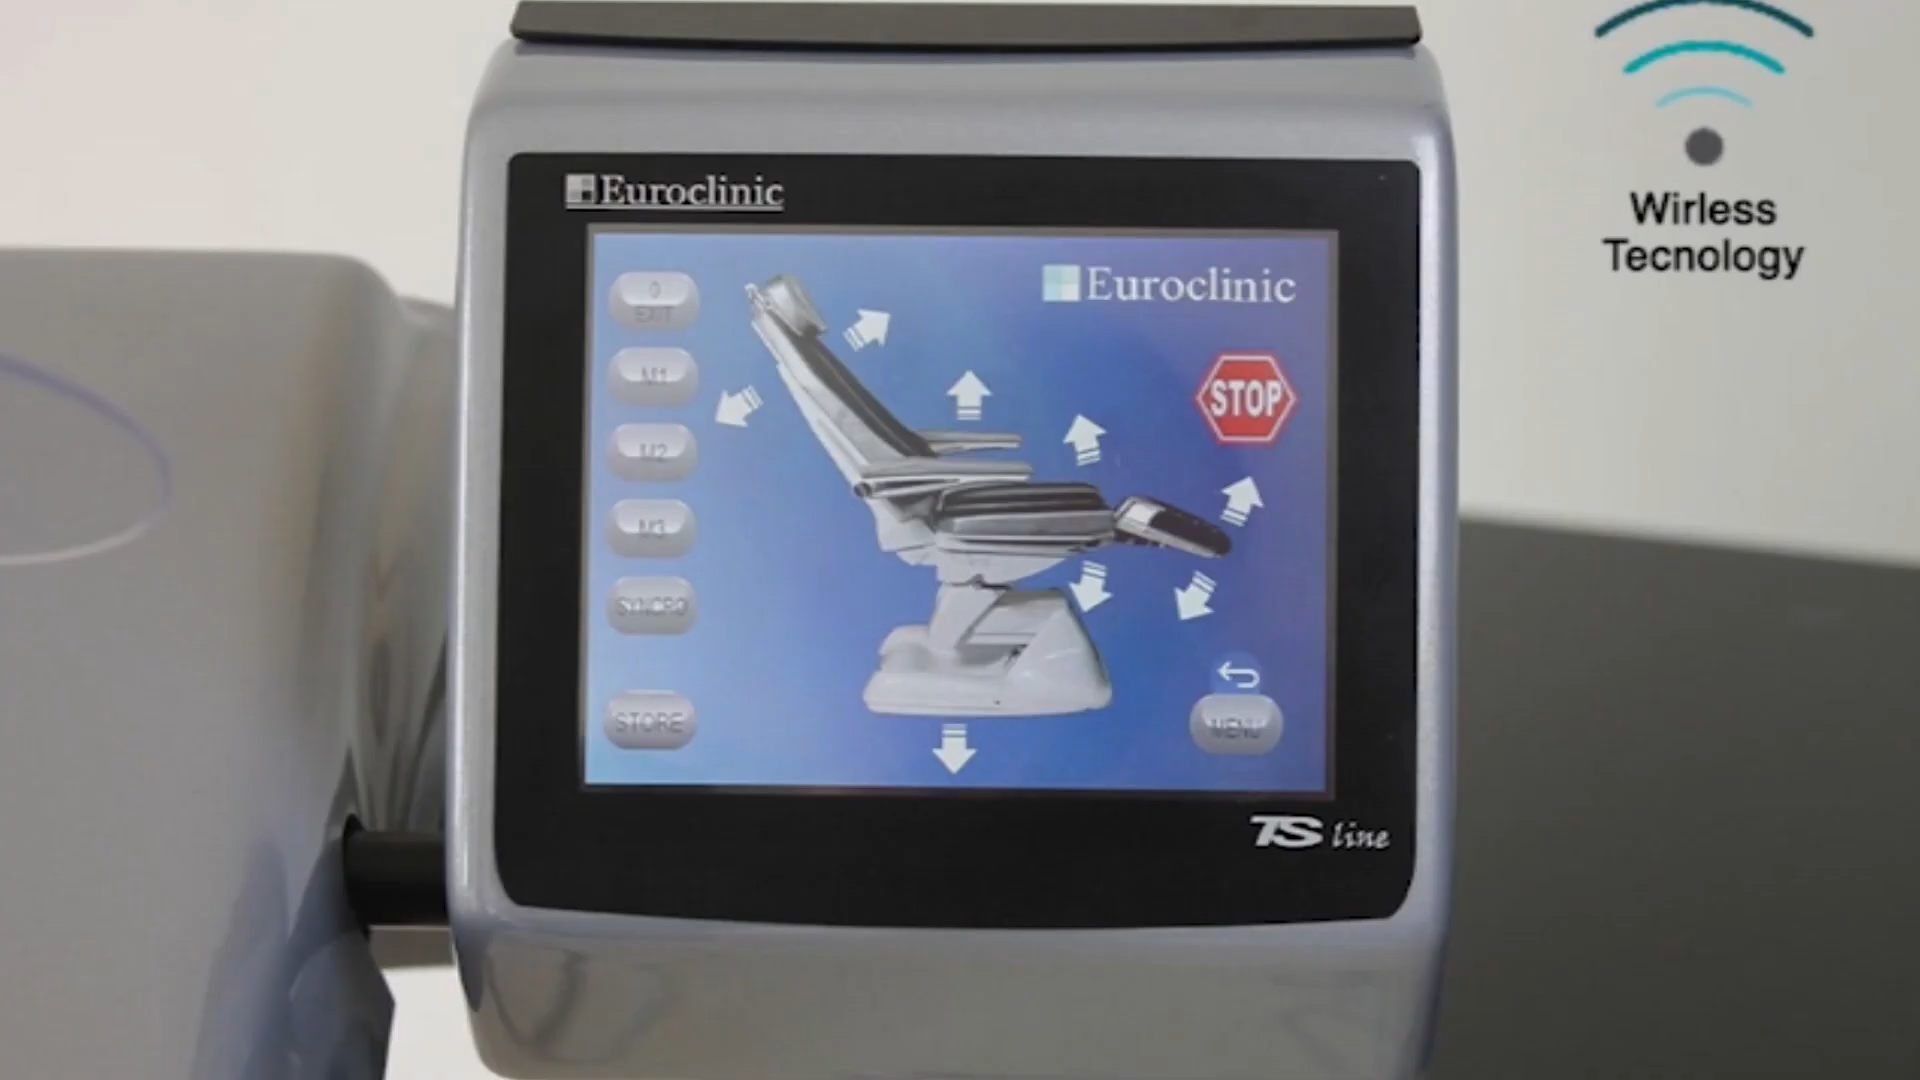 Wirless
Tecnology
Euroclinic
Euroclinic
0
EXIT
M1
STOP
M2
M3
SYNCRO
STORE
MENU
TS line